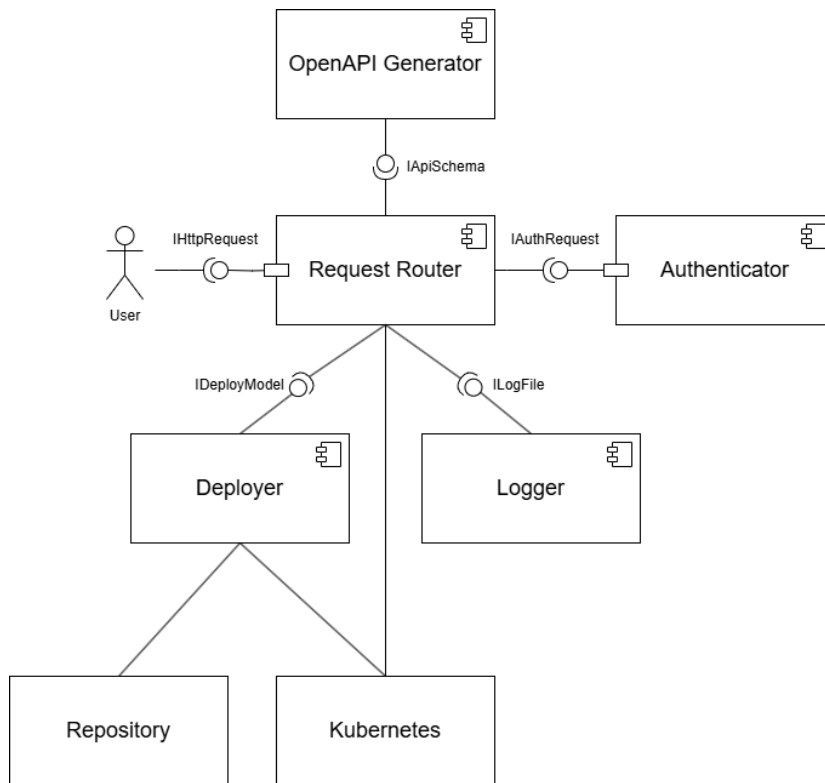 OpenAPI Generator
IApiSchema
IHttpRequest
IAuthRequest
Request Router
Authenticator
User
IDeployModel
ILogFile
Deployer
Logger
Repository
Kubernetes